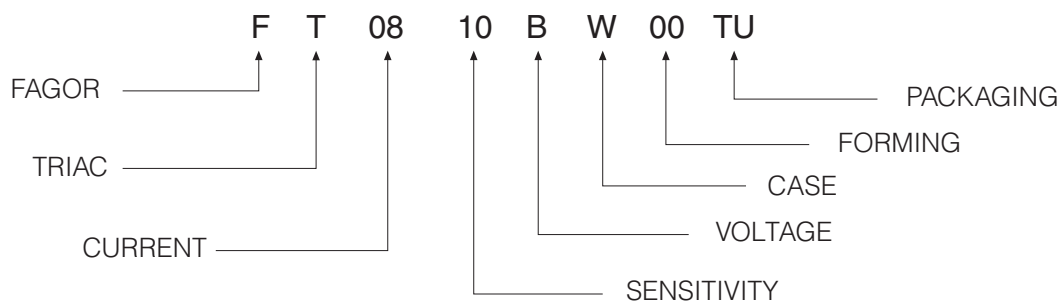 F T 08 10 B W 00 TU
FAGOR
PACKAGING
FORMING
TRIAC
CASE
VOLTAGE
CURRENT
SENSITIVITY